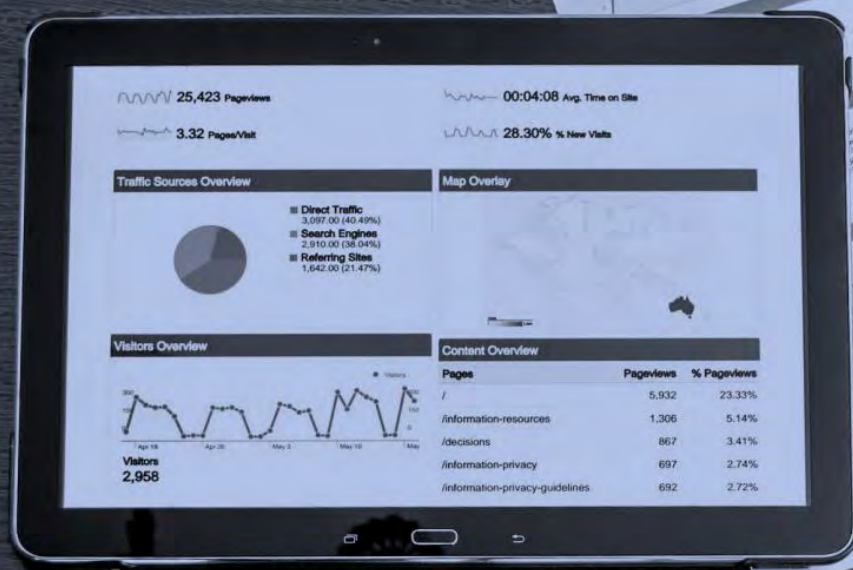 25,423 Pageviews
00:04:08 Avg. Time on Site
3.32 Pages/Visit
28.30% % New Visits
Traffic Sources Overview
Direct Traffic
3,097.00 (40.49%)
Search Engines
2,910.00 (38.04%)
Referring Sites
1,642.00 (21.47%)
Map Overlay
Visitors Overview
Visitors
300
150
0
Apr 20
May 3
May 10
May
Visitors
2,958
Content Overview
Pages Pageviews % Pageviews
/ 5,932 23.33%
/information-resources 1,306 5.14%
/decisions 867 3.41%
/information-privacy 697 2.74%
/information-privacy-guidelines 692 2.72%